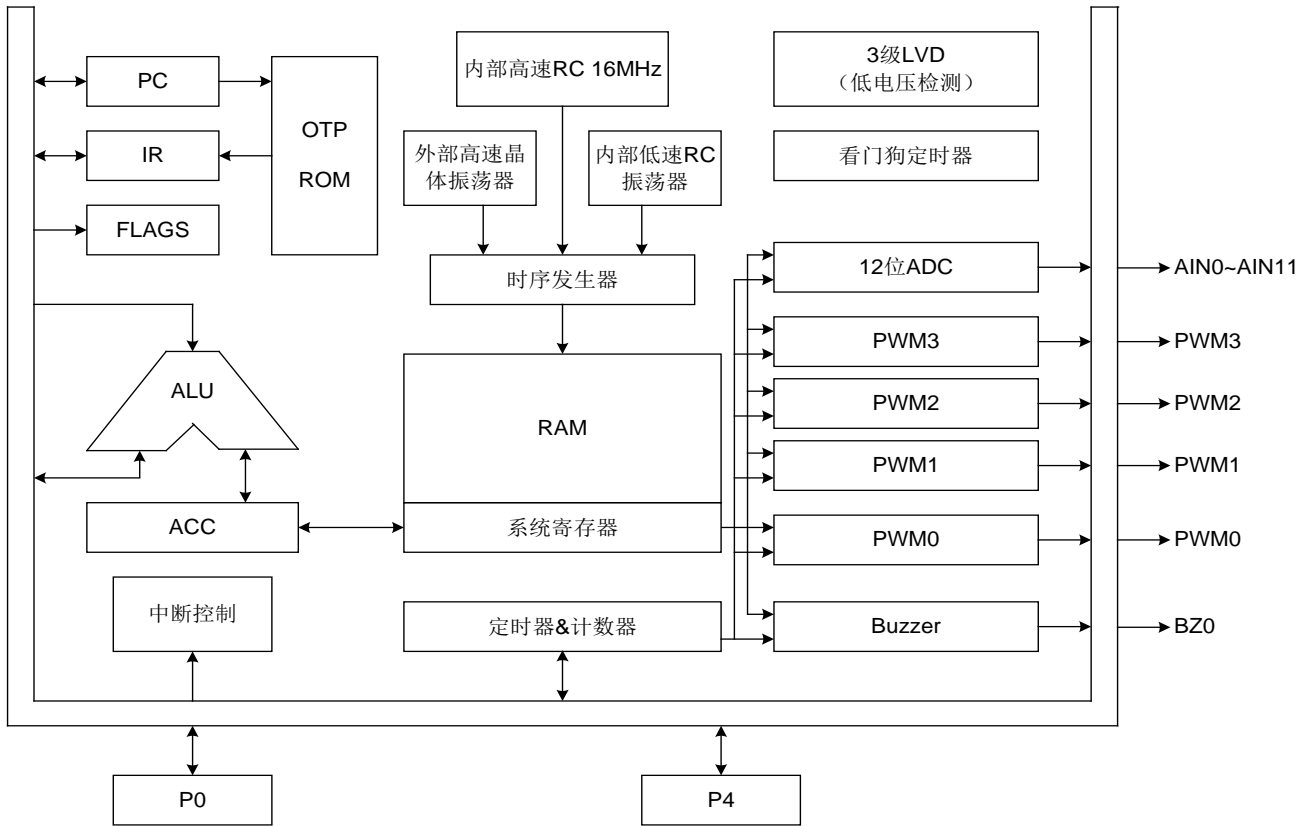 PC
IR
FLAGS
OTP
ROM
内部高速RC 16MHz
外部高速晶
体振荡器
内部低速RC
振荡器
时序发生器
3级LVD
（低电压检测）
看门狗定时器
12位ADC
AIN0~AIN11
PWM3
PWM3
ALU
RAM
PWM2
PWM2
PWM1
PWM1
ACC
系统寄存器
PWM0
PWM0
中断控制
定时器&计数器
Buzzer
BZ0
P0
P4